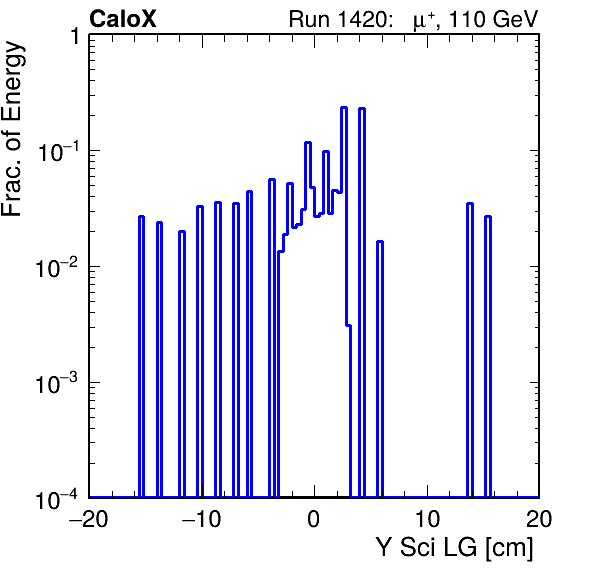 CaloX Run 1420: μ⁺, 110 GeV
Frac. of Energy
1
10⁻¹
10⁻²
10⁻³
10⁻⁴
−20 −10 0 10 20
Y Sci LG [cm]